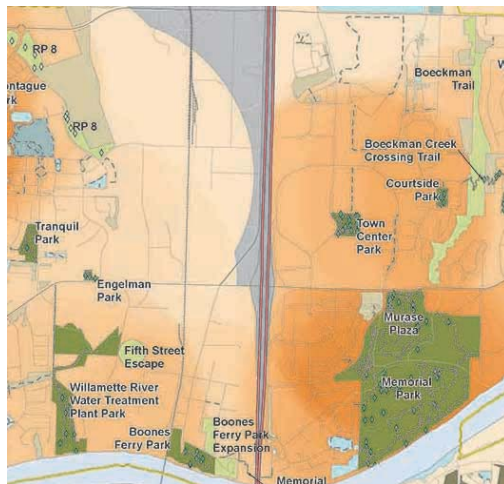 RP 8
ontague
rk
RP 8
Boeckman
Trail
W
Boeckman Creek
Crossing Trail
Courtside
Park
Tranquil
Park
Town
Center
Park
Engelman
Park
Murase
Plaza
Fifth Street
Escape
Willamette River
Water Treatment
Plant Park
Memorial
Park
Boones
Ferry Park
Boones
Ferry Park
Expansion
Memorial